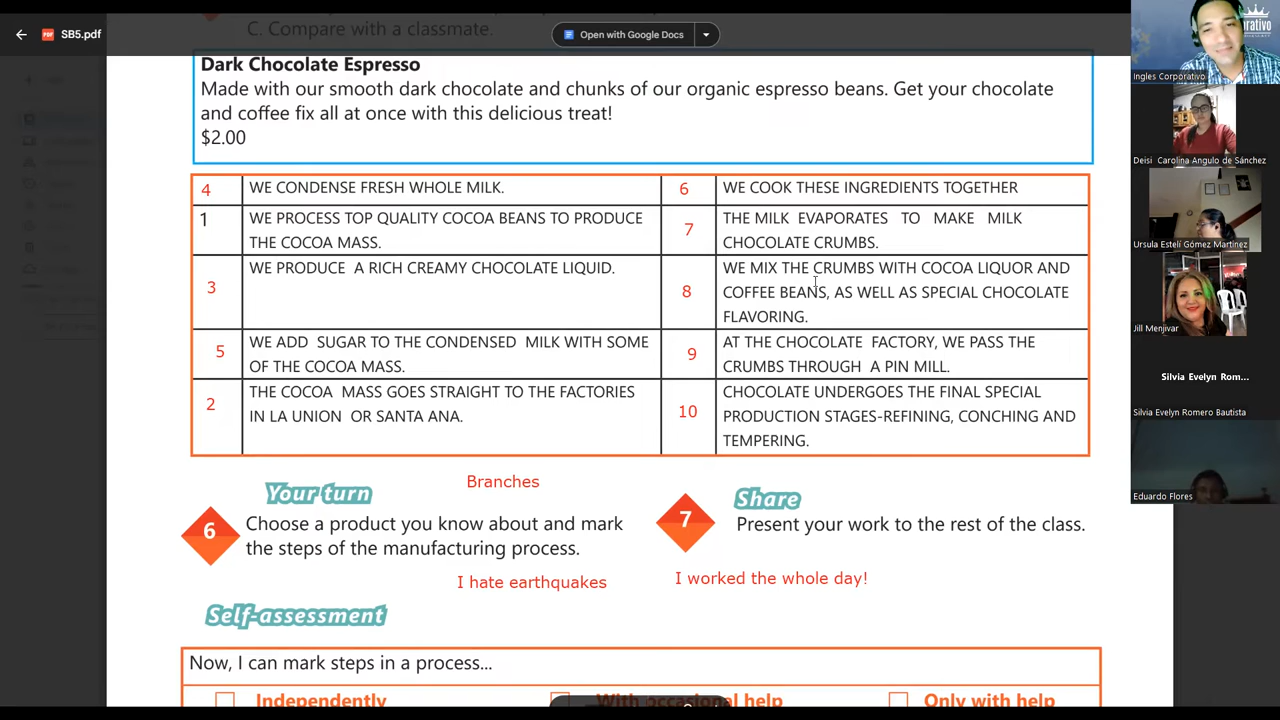 C. Compare with a classmate.
SB5.pdf
Open with Google Docs
Dark Chocolate Espresso
Made with our smooth dark chocolate and chunks of our organic espresso beans. Get your chocolate
and coffee fix all at once with this delicious treat!
$2.00
4
WE CONDENSE FRESH WHOLE MILK.
6
WE COOK THESE INGREDIENTS TOGETHER
1
WE PROCESS TOP QUALITY COCOA BEANS TO PRODUCE
THE COCOA MASS.
7
THE MILK EVAPORATES TO MAKE MILK
CHOCOLATE CRUMBS.
3
WE PRODUCE A RICH CREAMY CHOCOLATE LIQUID.
8
WE MIX THE CRUMBS WITH COCOA LIQUOR AND
COFFEE BEANS, AS WELL AS SPECIAL CHOCOLATE
FLAVORING.
5
WE ADD SUGAR TO THE CONDENSED MILK WITH SOME
OF THE COCOA MASS.
9
AT THE CHOCOLATE FACTORY, WE PASS THE
CRUMBS THROUGH A PIN MILL.
2
THE COCOA MASS GOES STRAIGHT TO THE FACTORIES
IN LA UNION OR SANTA ANA.
10
CHOCOLATE UNDERGOES THE FINAL SPECIAL
PRODUCTION STAGES-REFINING, CONCHING AND
TEMPERING.
Branches
Your turn
6
Choose a product you know about and mark
the steps of the manufacturing process.
Share
7
Present your work to the rest of the class.
I hate earthquakes
I worked the whole day!
Self-assessment
Now, I can mark steps in a process...
Independently
With occasional help
Only with help
Ingles Corporativo
Deisi Carolina Angulo de Sánchez
Ursula Estelí Gómez Martinez
Jill Menjivar
Silvia Evelyn Rom...
Silvia Evelyn Romero Bautista
Eduardo Flores